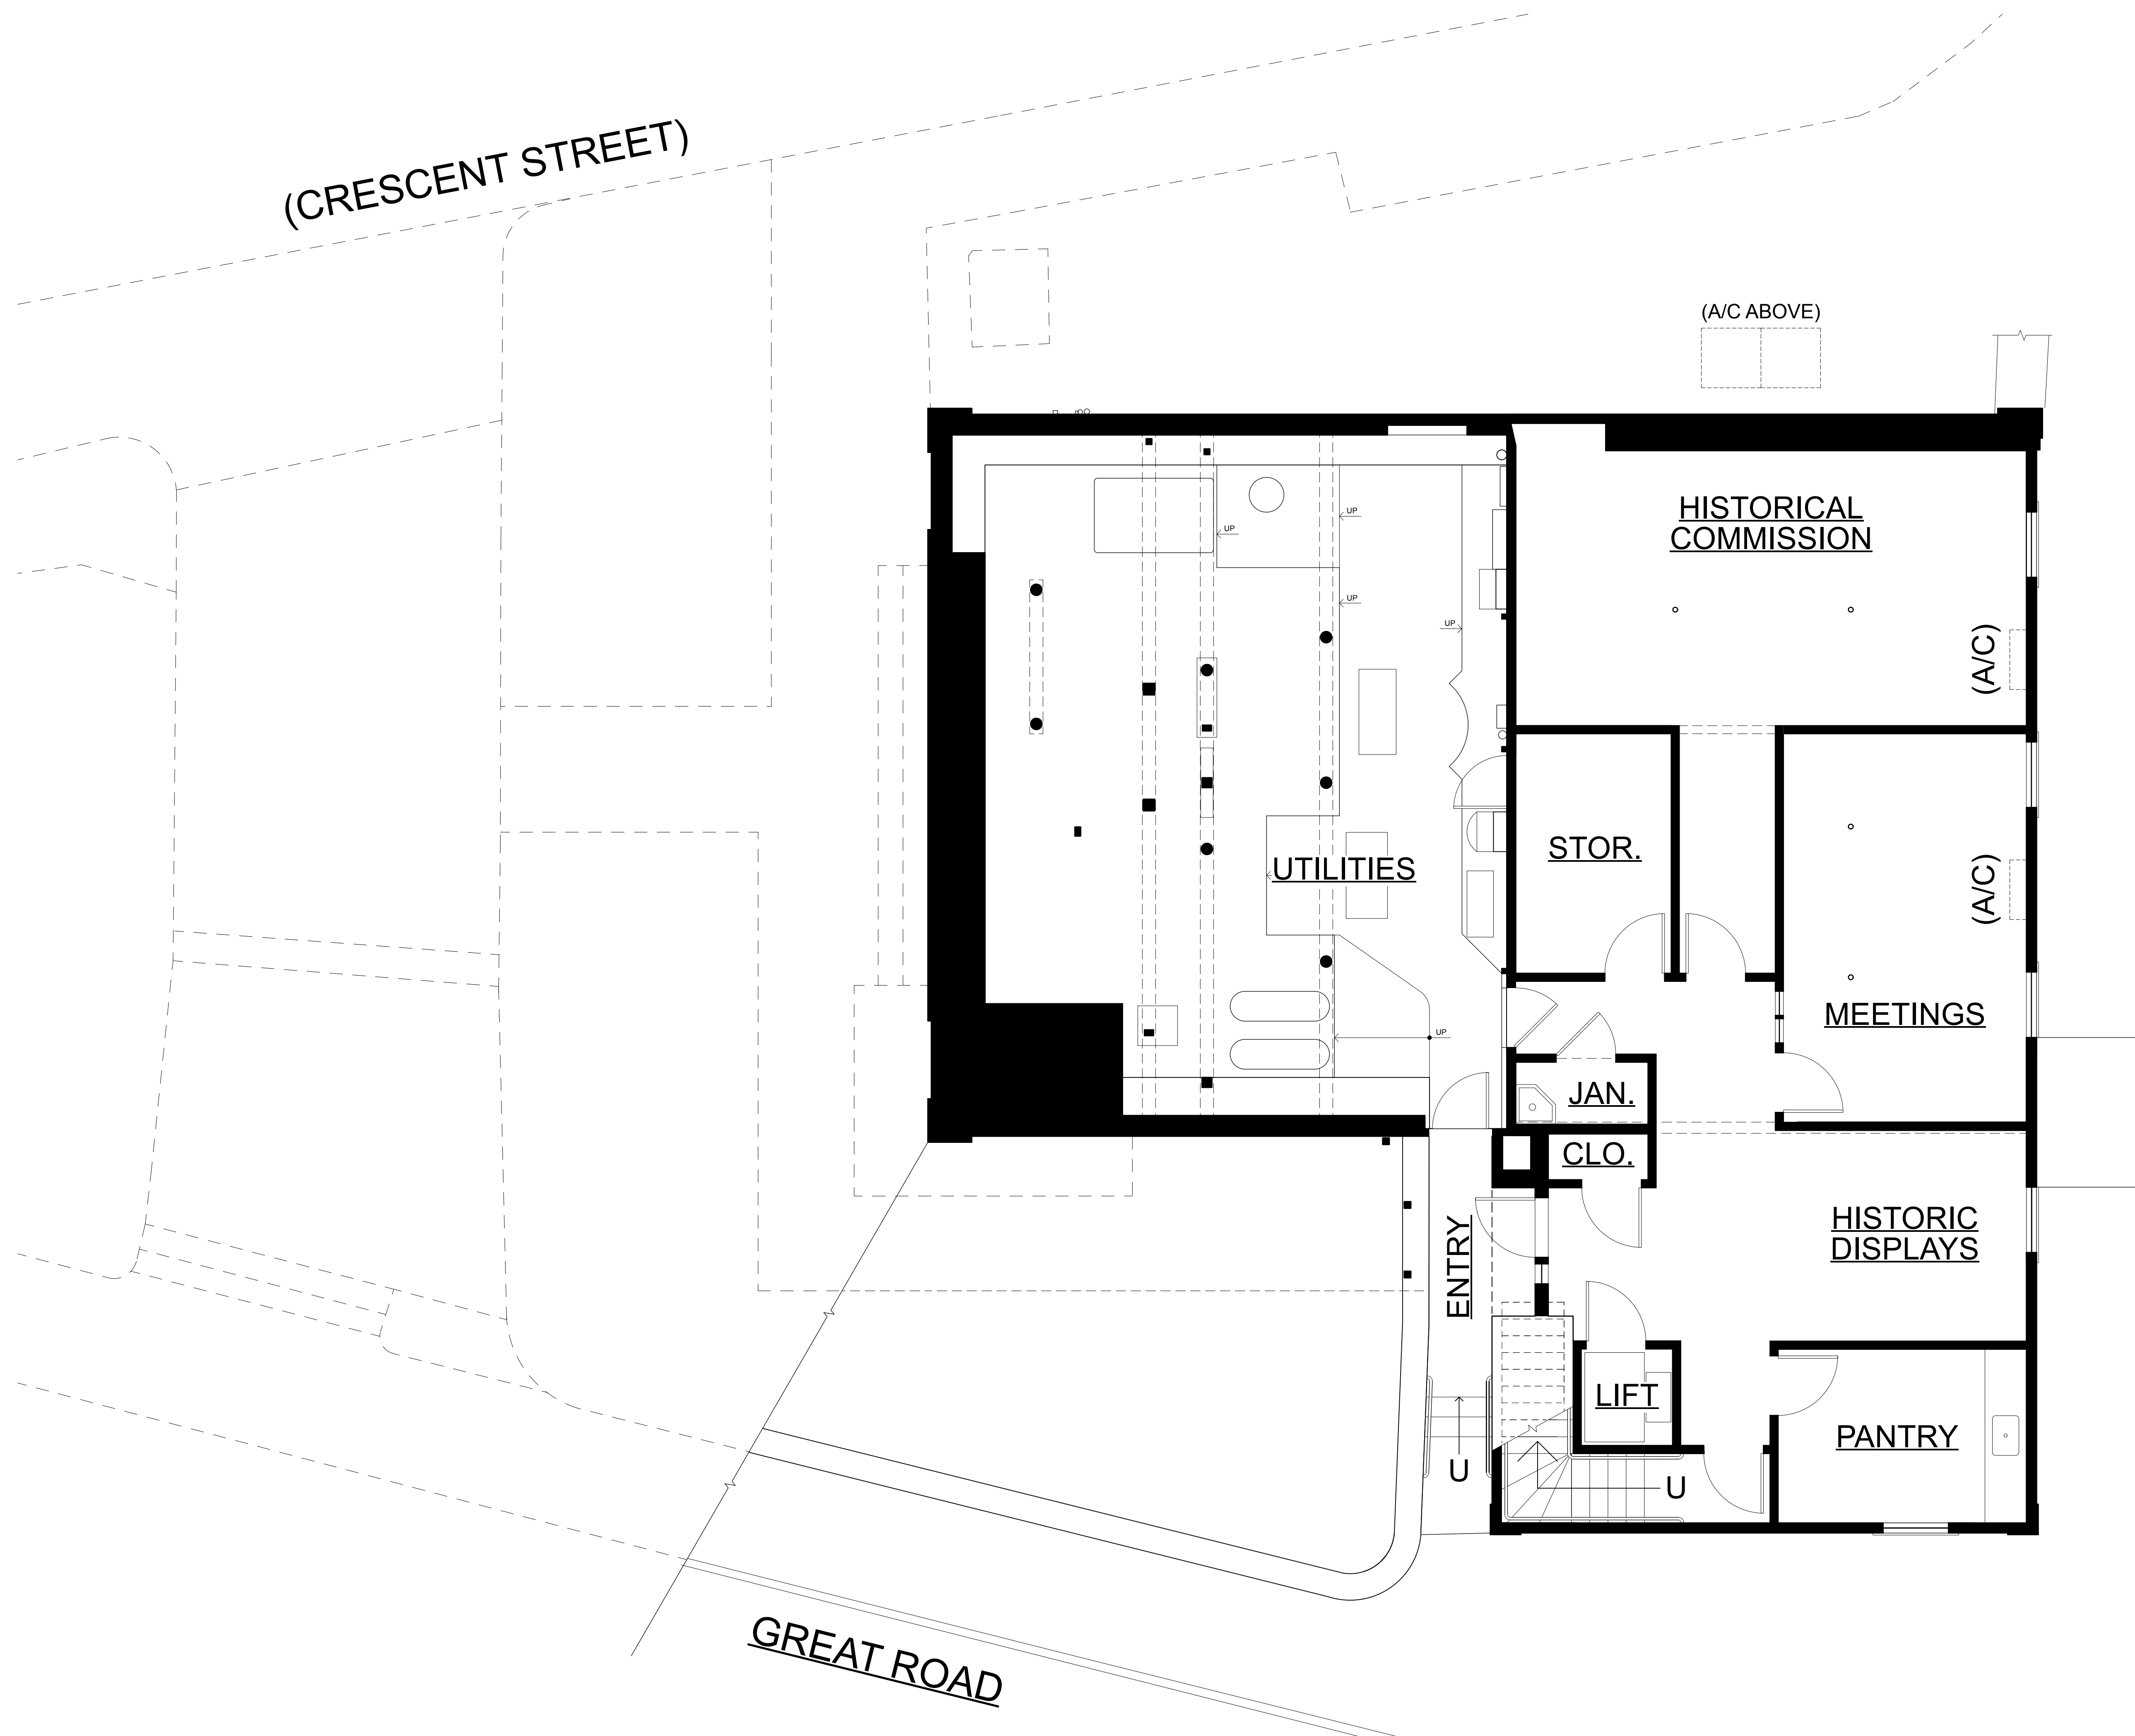 (CRESCENT STREET)
(A/C ABOVE)
HISTORICAL
COMMISSION
UP
UP
UP
UP
(A/C)
STOR.
UTILITIES
(A/C)
MEETINGS
UP
JAN.
CLO.
HISTORIC
DISPLAYS
ENTRY
LIFT
PANTRY
U
U
GREAT ROAD